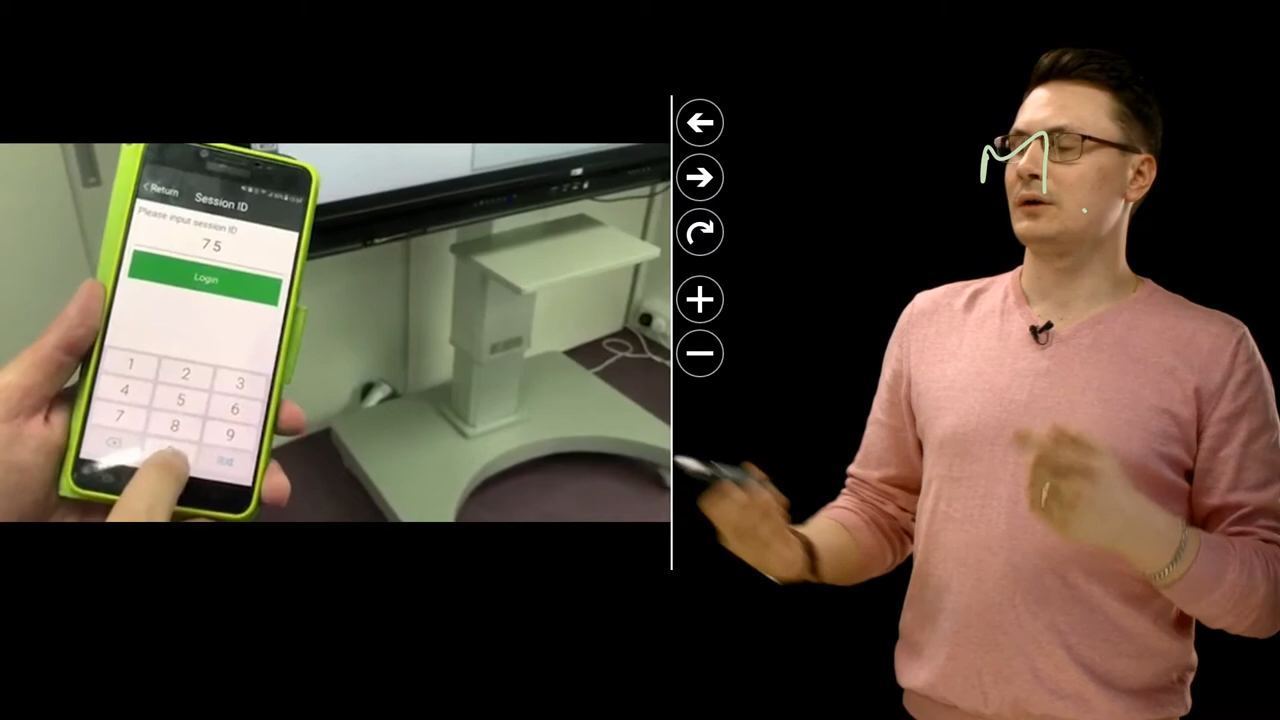 Return
Session ID
Please input session ID
75
Login
1 2 3
4 5 6
7 8 9
M